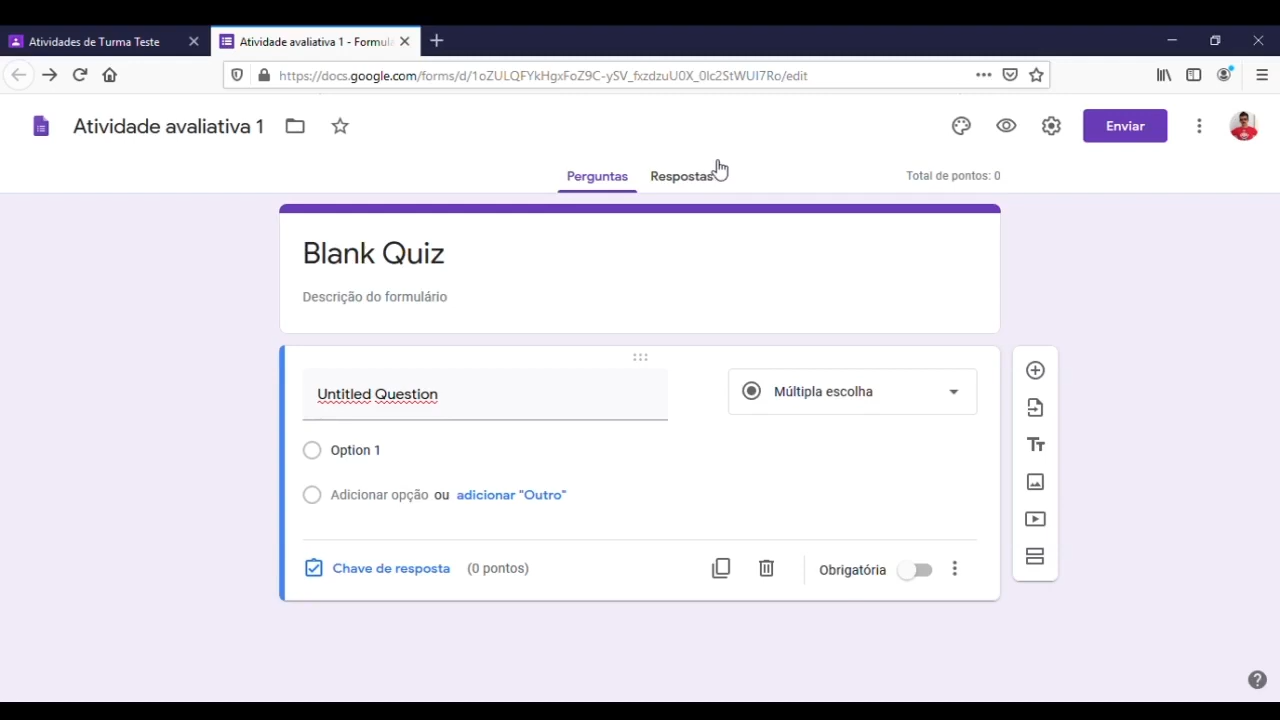 Atividades de Turma Teste
Atividade avaliativa 1 - Formula
https://docs.google.com/forms/d/1oZULQFYkHgxFoZ9C-ySV_fxzdzuU0X_0lc2StWUI7Ro/edit
Atividade avaliativa 1
Enviar
Perguntas
Respostas
Total de pontos: 0
Blank Quiz
Descrição do formulário
Untitled Question
Múltipla escolha
Option 1
Adicionar opção ou adicionar "Outro"
Chave de resposta (0 pontos)
Obrigatória